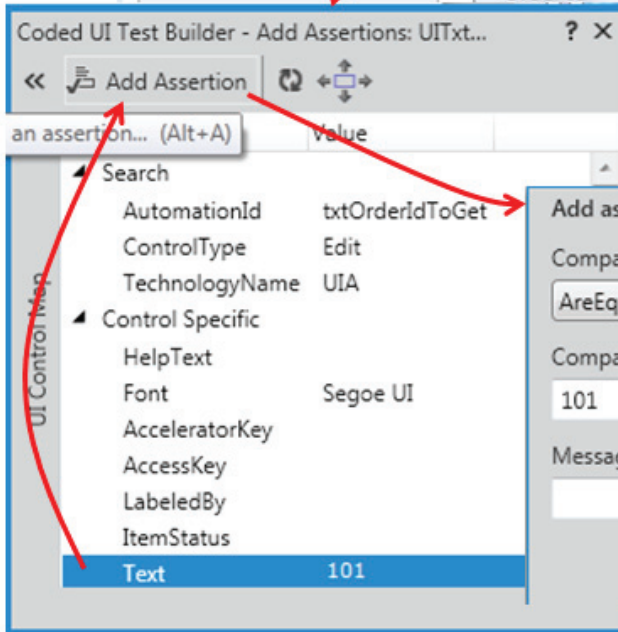 Coded UI Test Builder - Add Assertions: UITxt... ? ×
« Add Assertion
an assertion... (Alt+A) Value
Search
AutomationId txtOrderIdToGet
ControlType Edit
TechnologyName UIA
Control Specific
HelpText
Font Segoe UI
AcceleratorKey
AccessKey
LabeledBy
ItemStatus
Text 101
UI Control Map
Add as
Compa
AreEq
Compa
101
Messag